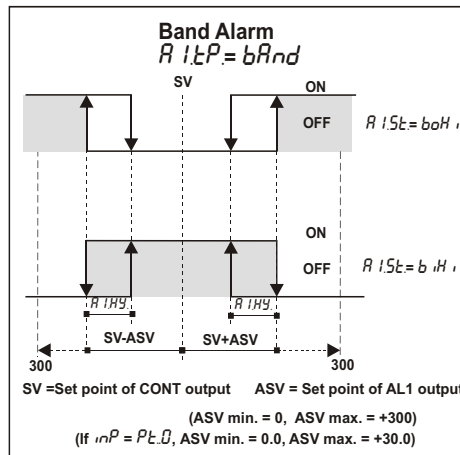 Band Alarm
A1.tP.= bAnd
SV
ON
OFF
A1.St.= boHi
ON
OFF
A1.St.= biHi
A1.HY.
A1.HY.
SV-ASV
SV+ASV
300
300
SV =Set point of CONT output
ASV = Set point of AL1 output
(ASV min. = 0, ASV max. = +300)
(If inP = Pt.0, ASV min. = 0.0, ASV max. = +30.0)